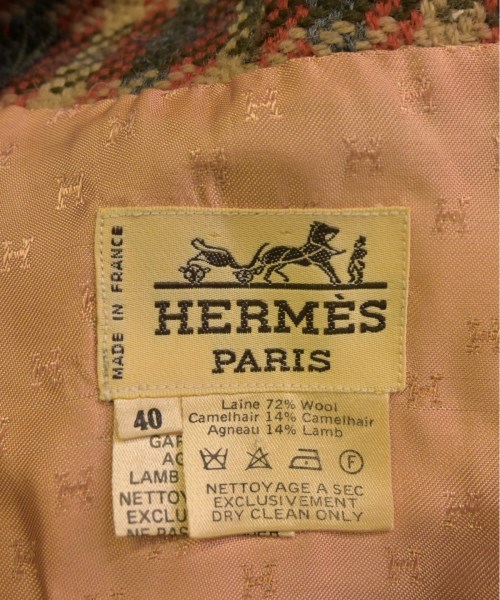 MADE IN FRANCE
HERMÈS
PARIS
40
Laine 72% Wool
Camelhair 14% Camelhair
Agneau 14% Lamb
F
NETTOYAGE A SEC
EXCLUSIVEMENT
DRY CLEAN ONLY
LAMB